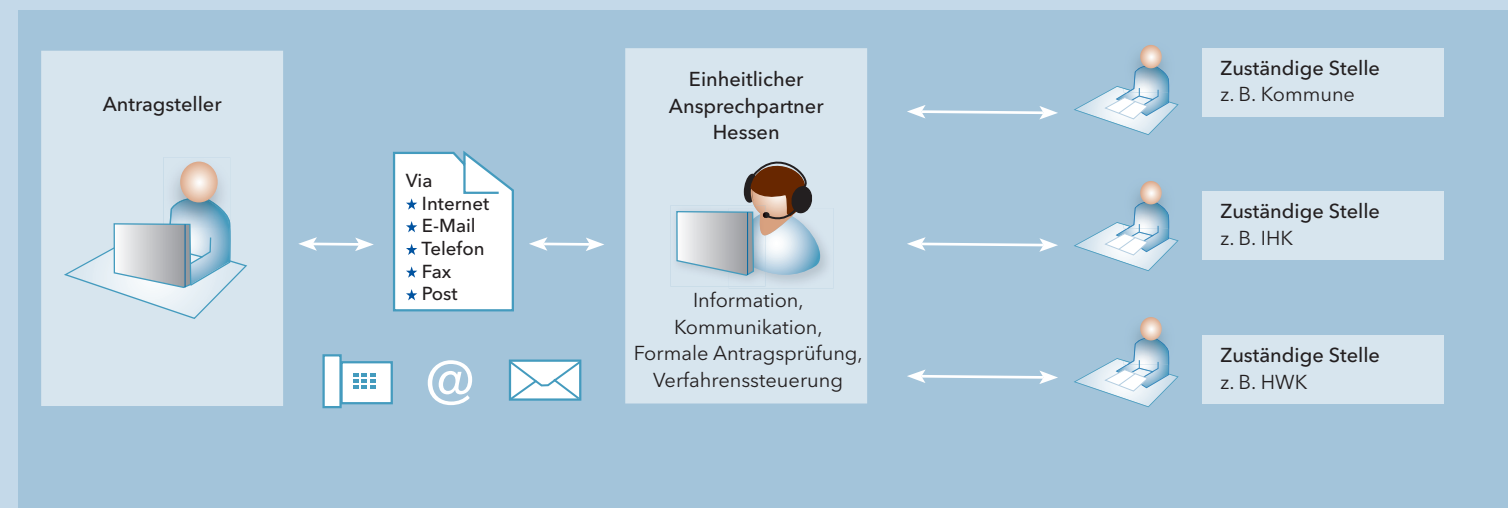 Antragsteller
Via
★ Internet
★ E-Mail
★ Telefon
★ Fax
★ Post
@
Einheitlicher
Ansprechpartner
Hessen
Information,
Kommunikation,
Formale Antragsprüfung,
Verfahrenssteuerung
Zuständige Stelle
z. B. Kommune
Zuständige Stelle
z. B. IHK
Zuständige Stelle
z. B. HWK